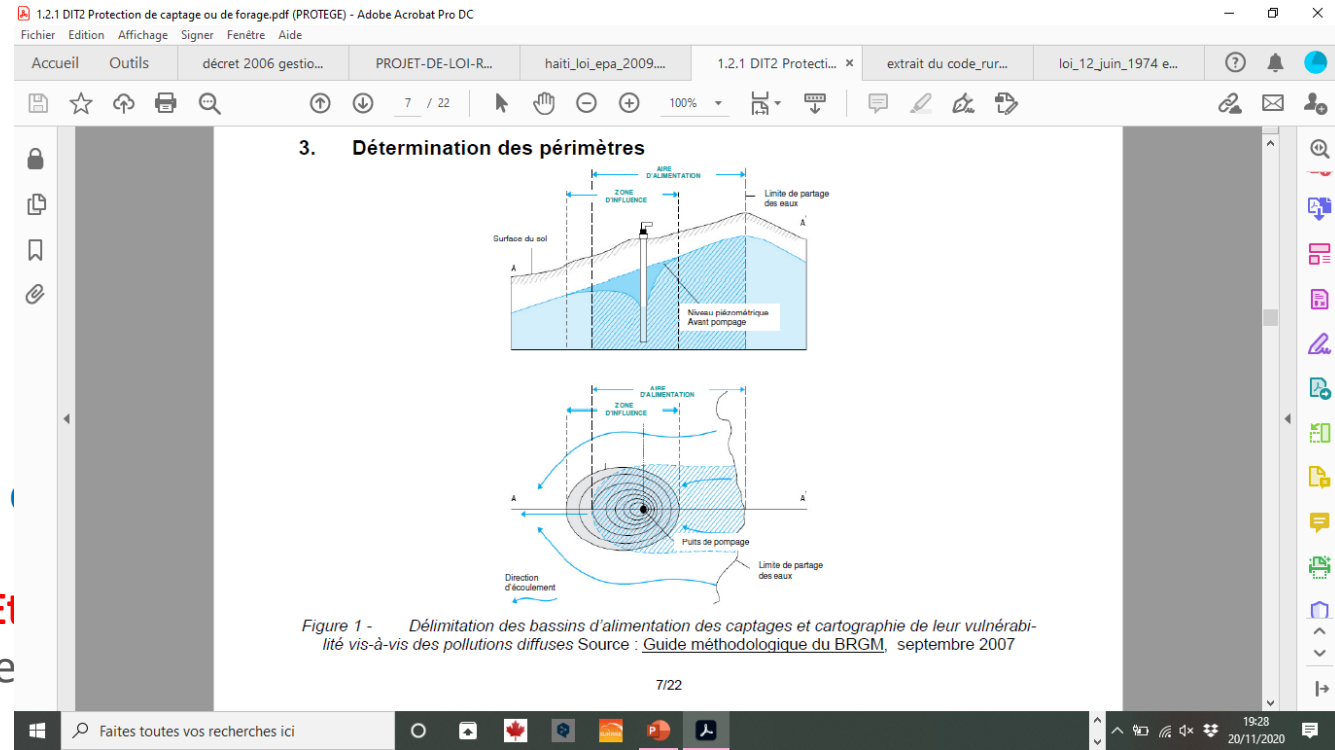 1.2.1 DIT2 Protection de captage ou de forage.pdf (PROTEGE) - Adobe Acrobat Pro DC
Fichier Edition Affichage Signer Fenêtre Aide
Accueil Outils décret 2006 gestio... PROJET-DE-LOI-R... haiti_loi_epa_2009.... 1.2.1 DIT2 Protecti... × extrait du code_rur... loi_12_juin_1974 e...
7 / 22 100%
3. Détermination des périmètres
AIRE
D'ALIMENTATION
ZONE
D'INFLUENCE
Limite de partage
des eaux
A'
Surface du sol
A
Niveau piézométrique
Avant pompage
AIRE
D'ALIMENTATION
ZONE
D'INFLUENCE
A
A'
Puits de pompage
Limite de partage
des eaux
Direction
d'écoulement
Figure 1 - Délimitation des bassins d'alimentation des captages et cartographie de leur vulnérabi-
lité vis-à-vis des pollutions diffuses Source : Guide méthodologique du BRGM, septembre 2007
7/22
Et
e
Faites toutes vos recherches ici
19:28
20/11/2020